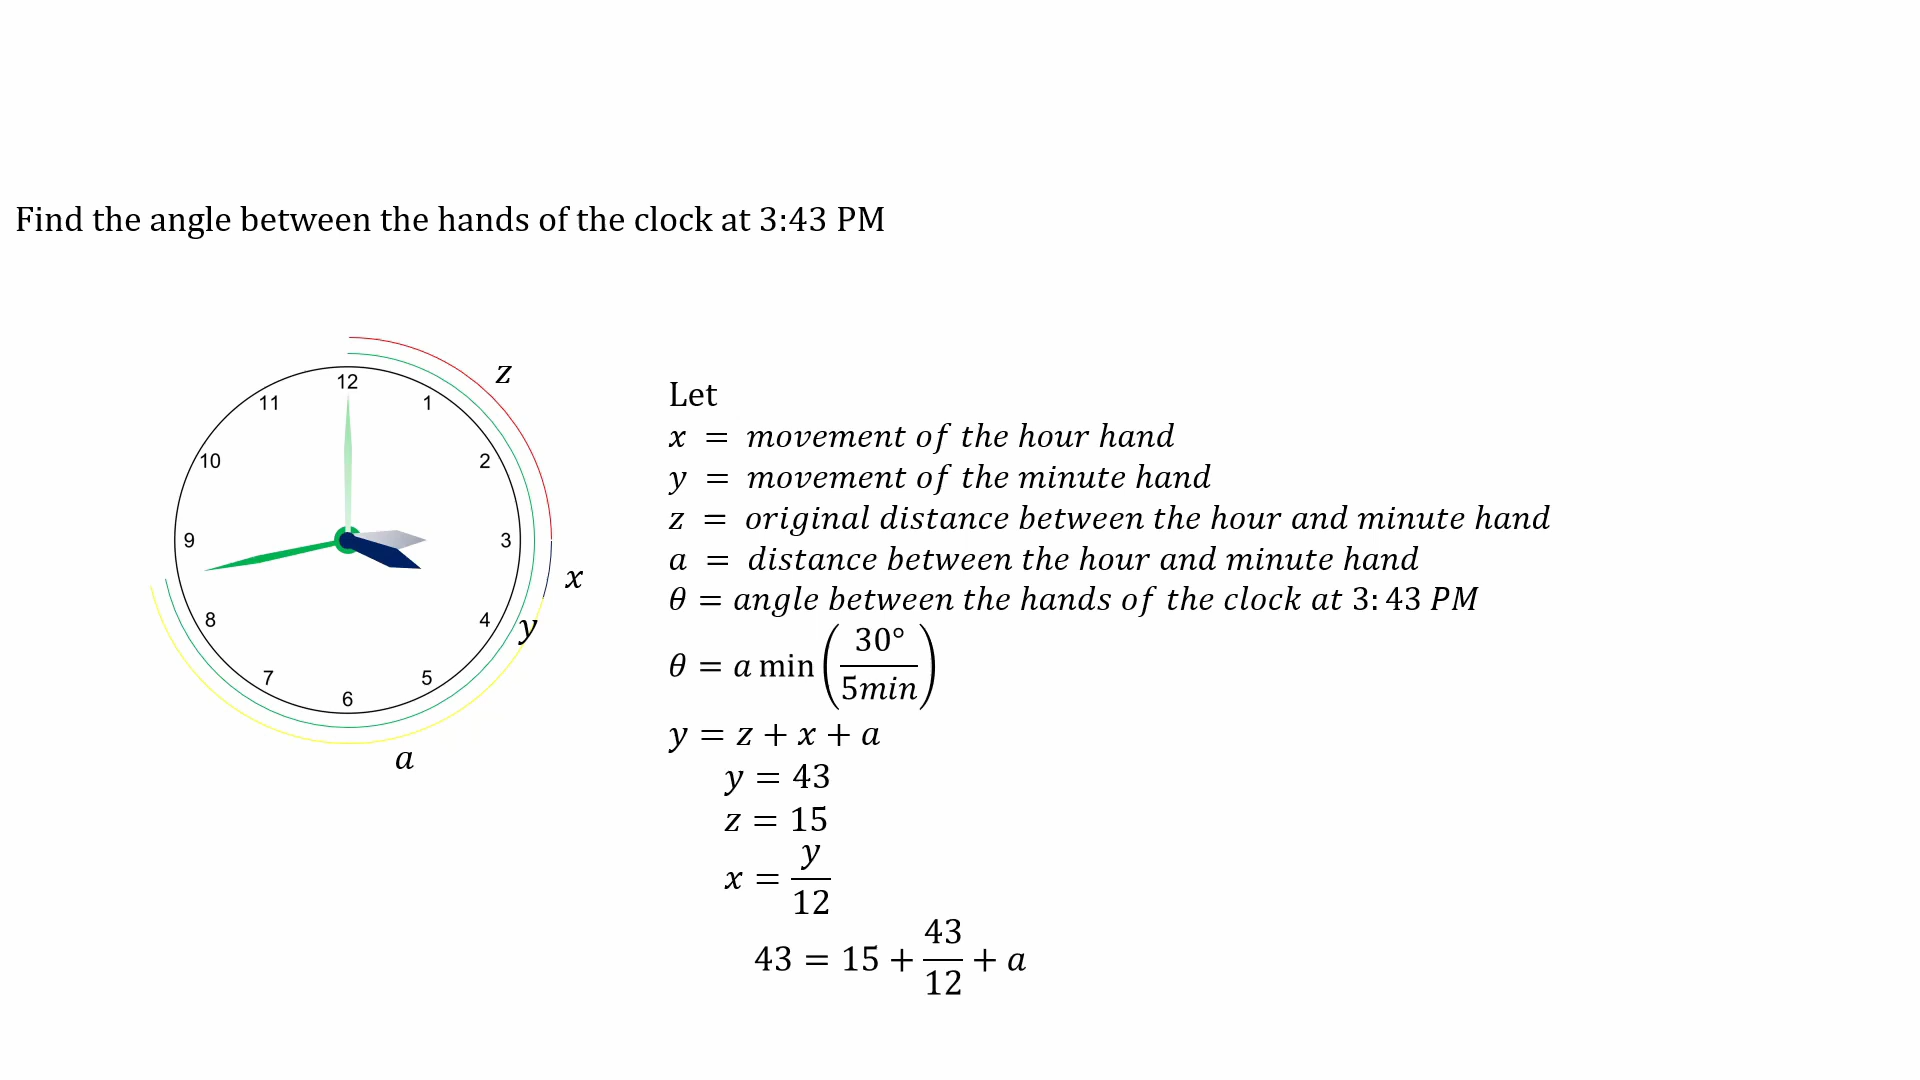 Find the angle between the hands of the clock at 3:43 PM
z
12
11
1
10
2
9
3
x
8
4
y
7
5
6
a
Let
x = movement of the hour hand
y = movement of the minute hand
z = original distance between the hour and minute hand
a = distance between the hour and minute hand
θ = angle between the hands of the clock at 3:43 PM
θ = a min (30°/5min)
y = z + x + a
y = 43
z = 15
x = y/12
43 = 15 + 43/12 + a